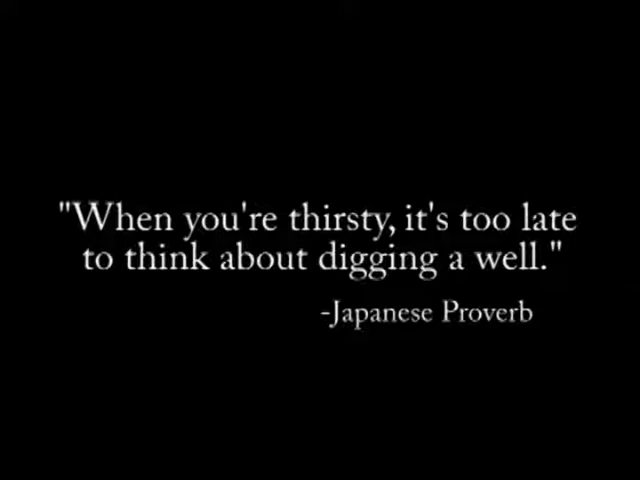 "When you're thirsty, it's too late
to think about digging a well."
-Japanese Proverb